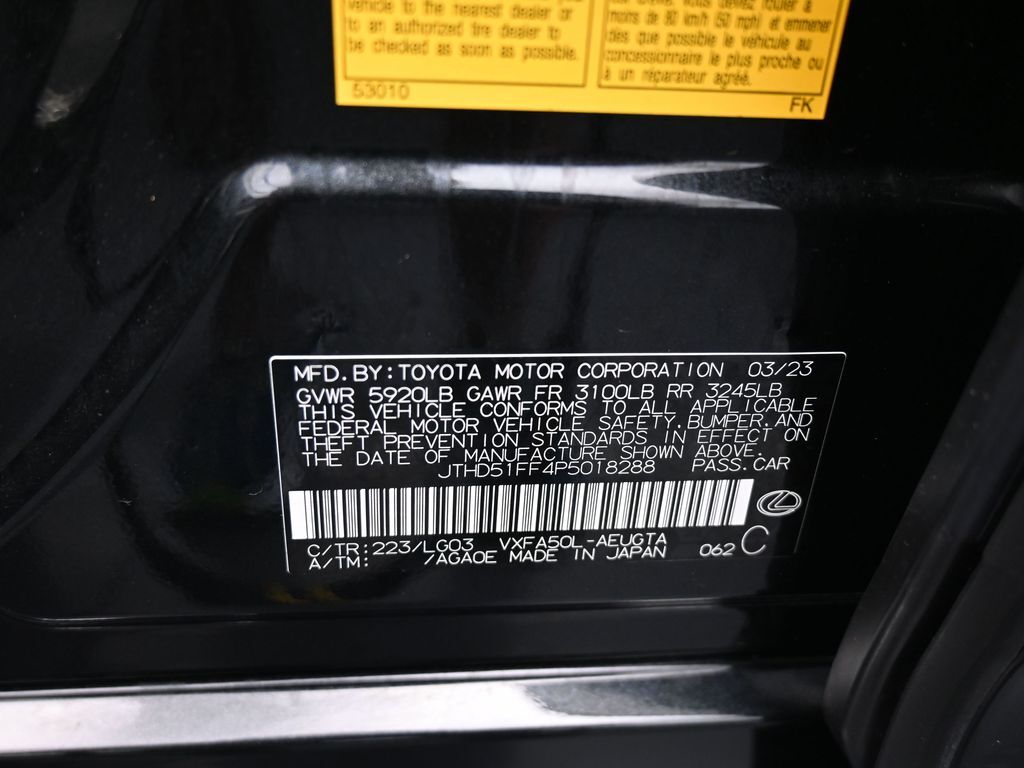 vehicle to the nearest dealer or
to an authorized tire dealer to
be checked as soon as possible.
moins de 80 km/h (50 mph) et emmener
dès que possible le véhicule au
concessionnaire le plus proche ou
à un réparateur agréé.
53010
FK
MFD.BY:TOYOTA MOTOR CORPORATION 03/23
GVWR 5920LB GAWR FR 3100LB RR 3245LB
THIS VEHICLE CONFORMS TO ALL APPLICABLE
FEDERAL MOTOR VEHICLE SAFETY,BUMPER,AND
THEFT PREVENTION STANDARDS IN EFFECT ON
THE DATE OF MANUFACTURE SHOWN ABOVE.
JTHD51FF4P5018288 PASS.CAR
C/TR:223/LG03 VXFA50L-AEUGTA
A/TM: /AGA0E MADE IN JAPAN 062 C